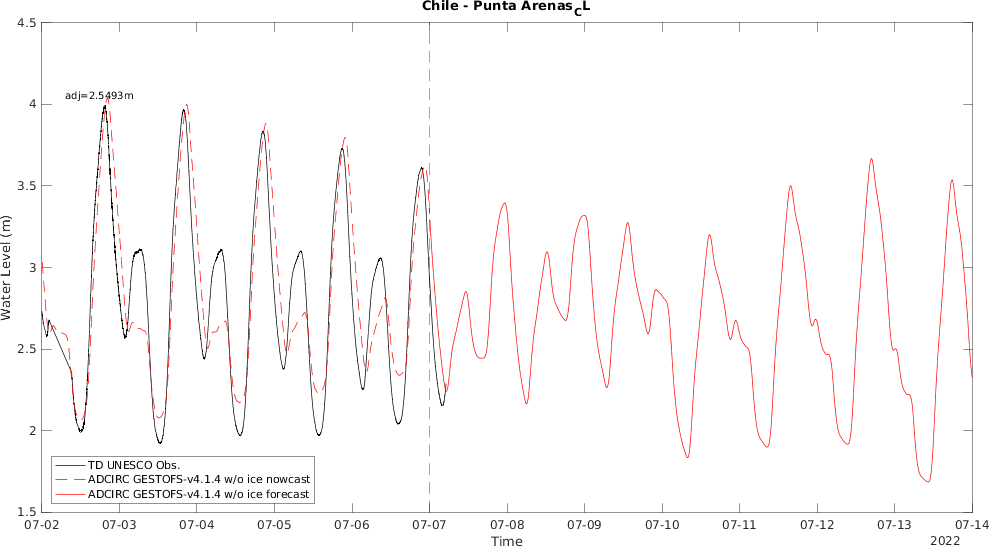 Chile - Punta Arenas_CL
4.5
4
3.5
3
2.5
2
1.5
Water Level (m)
adj=2.5493m
TD UNESCO Obs.
ADCIRC GESTOFS-v4.1.4 w/o ice nowcast
ADCIRC GESTOFS-v4.1.4 w/o ice forecast
07-02 07-03 07-04 07-05 07-06 07-07 07-08 07-09 07-10 07-11 07-12 07-13 07-14
Time
2022